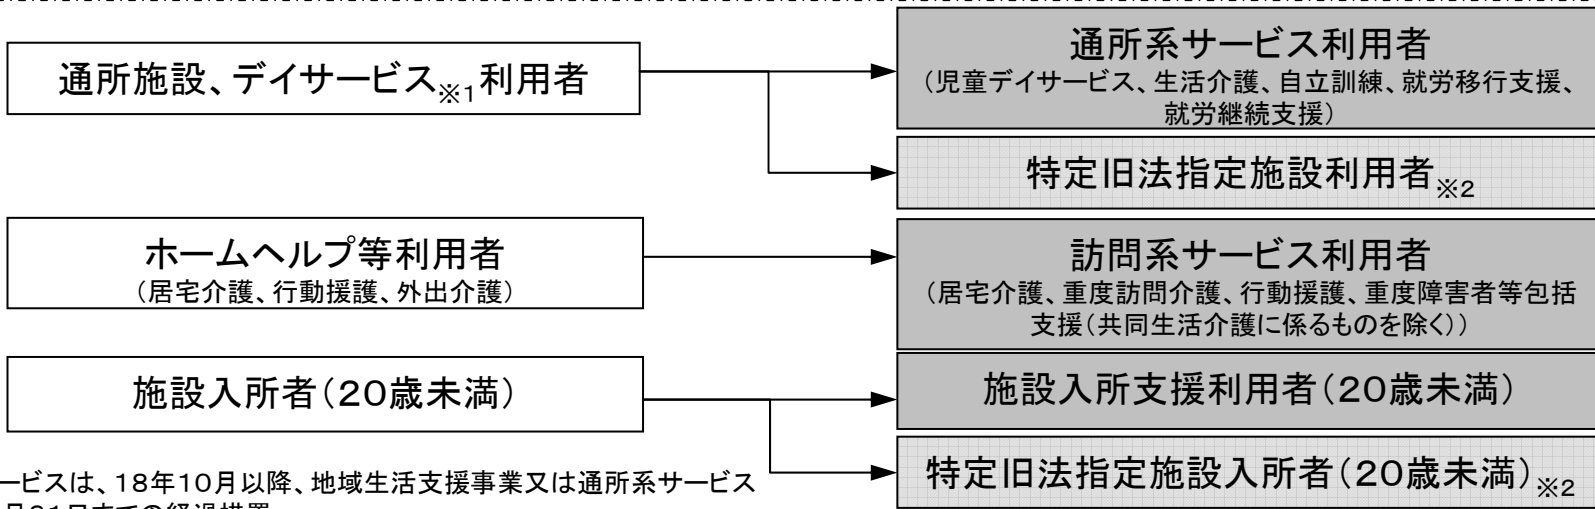 通所施設、デイサービス※1利用者
通所系サービス利用者
（児童デイサービス、生活介護、自立訓練、就労移行支援、
就労継続支援）
特定旧法指定施設利用者※2
ホームヘルプ等利用者
（居宅介護、行動援護、外出介護）
訪問系サービス利用者
（居宅介護、重度訪問介護、行動援護、重度障害者等包括
支援（共同生活介護に係るものを除く））
施設入所者（20歳未満）
施設入所支援利用者（20歳未満）
特定旧法指定施設入所者（20歳未満）※2
ービスは、18年10月以降、地域生活支援事業又は通所系サービス